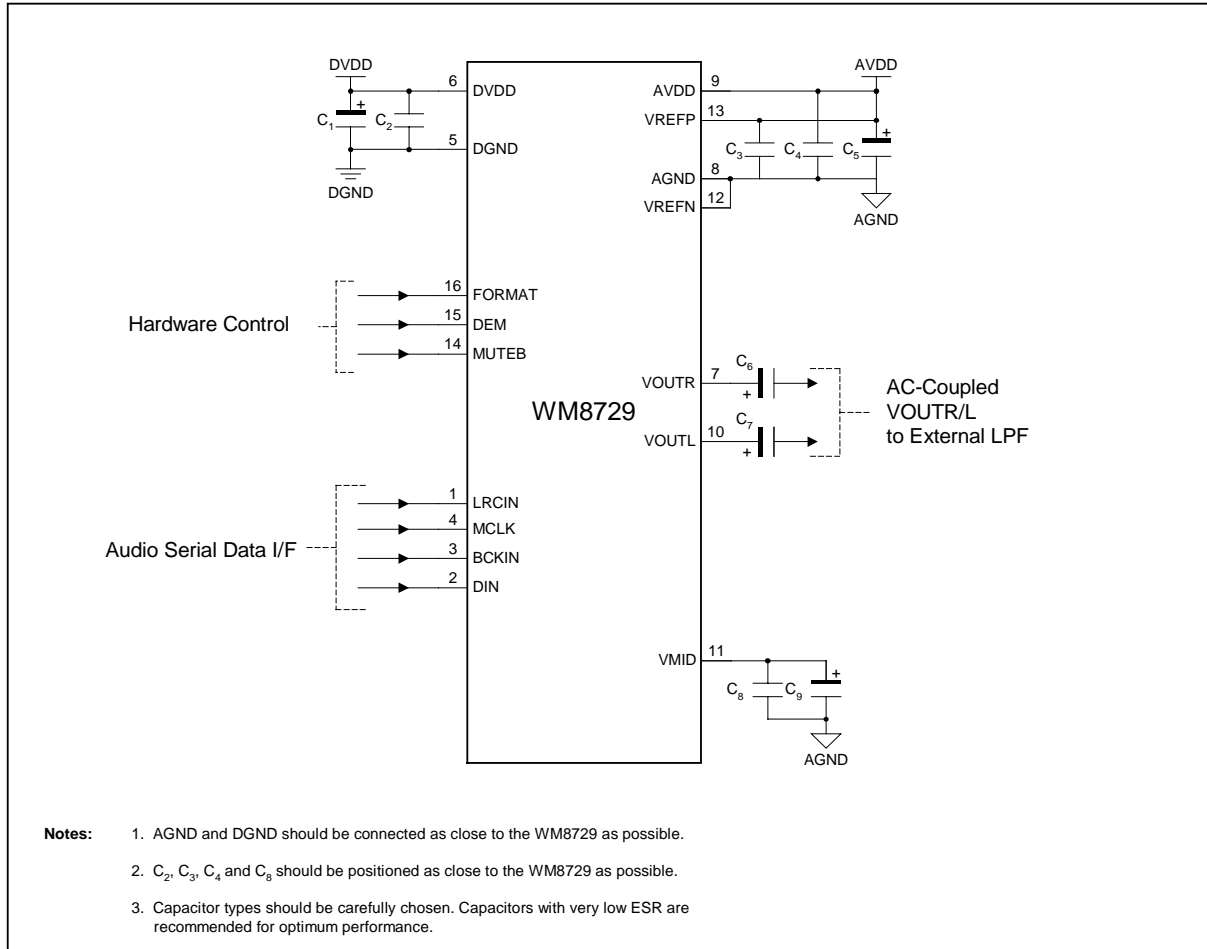 DVDD
6 DVDD
+
C1 C2
5 DGND
DGND
AVDD
AVDD 9
VREFP 13
+
C3 C4 C5
AGND 8
VREFN 12
AGND
Hardware Control
16 FORMAT
15 DEM
14 MUTEB
WM8729
VOUTR 7
C6
+
VOUTL 10
C7
+
AC-Coupled
VOUTR/L
to External LPF
Audio Serial Data I/F
1 LRCIN
4 MCLK
3 BCKIN
2 DIN
VMID 11
+
C8 C9
AGND
Notes: 1. AGND and DGND should be connected as close to the WM8729 as possible.
2. C2, C3, C4 and C8 should be positioned as close to the WM8729 as possible.
3. Capacitor types should be carefully chosen. Capacitors with very low ESR are
recommended for optimum performance.